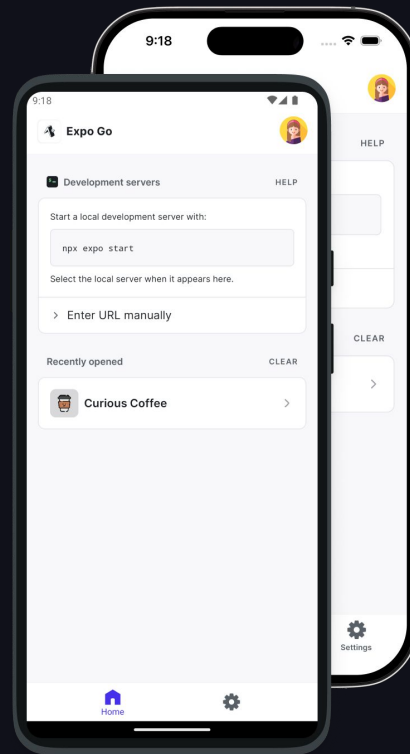 9:18
Expo Go
Development servers
HELP
Start a local development server with:
npx expo start
Select the local server when it appears here.
Enter URL manually
Recently opened
CLEAR
Curious Coffee
Home
9:18
HELP
CLEAR
Settings